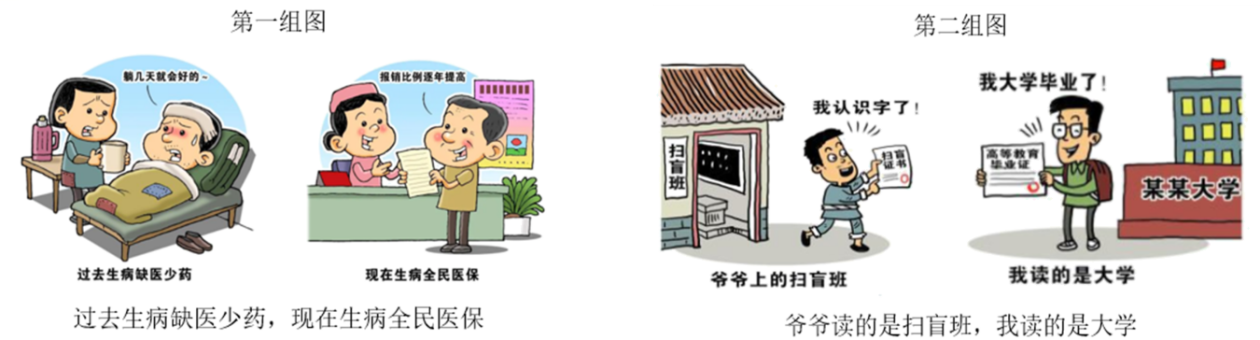 第一组图
躺几天就会好的~
过去生病缺医少药
报销比例逐年提高
现在生病全民医保
过去生病缺医少药，现在生病全民医保
第二组图
扫盲班
我认识字了！
扫盲
证书
爷爷上的扫盲班
我大学毕业了！
高等教育
毕业证
某某大学
我读的是大学
爷爷读的是扫盲班，我读的是大学